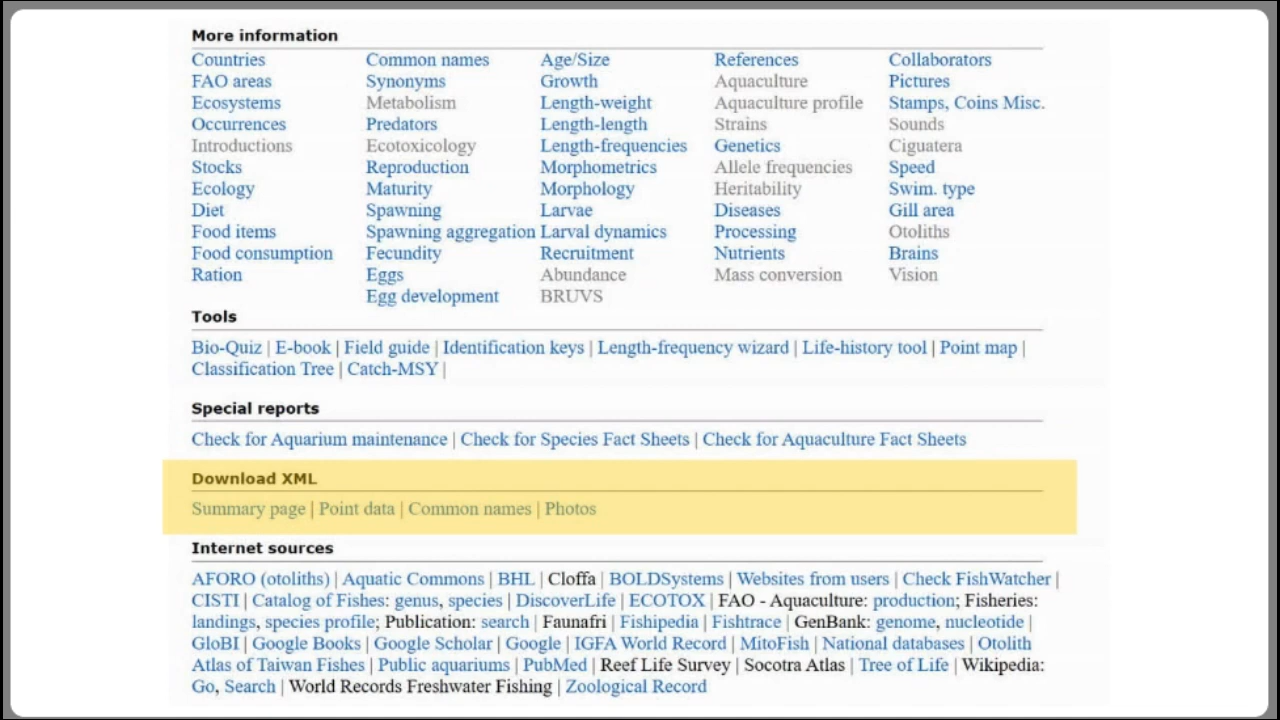 More information
Countries Common names Age/Size References Collaborators
FAO areas Synonyms Growth Aquaculture Pictures
Ecosystems Metabolism Length-weight Aquaculture profile Stamps, Coins Misc.
Occurrences Predators Length-length Strains Sounds
Introductions Ecotoxicology Length-frequencies Genetics Ciguatera
Stocks Reproduction Morphometrics Allele frequencies Speed
Ecology Maturity Morphology Heritability Swim. type
Diet Spawning Larvae Diseases Gill area
Food items Spawning aggregation Larval dynamics Processing Otoliths
Food consumption Fecundity Recruitment Nutrients Brains
Ration Eggs Abundance Mass conversion Vision
Egg development BRUVS
Tools
Bio-Quiz | E-book | Field guide | Identification keys | Length-frequency wizard | Life-history tool | Point map |
Classification Tree | Catch-MSY |
Special reports
Check for Aquarium maintenance | Check for Species Fact Sheets | Check for Aquaculture Fact Sheets
Download XML
Summary page | Point data | Common names | Photos
Internet sources
AFORO (otoliths) | Aquatic Commons | BHL | Cloffa | BOLDSystems | Websites from users | Check FishWatcher |
CISTI | Catalog of Fishes: genus, species | DiscoverLife | ECOTOX | FAO - Aquaculture: production; Fisheries:
landings, species profile; Publication: search | Faunafri | Fishipedia | Fishtrace | GenBank: genome, nucleotide |
GloBI | Google Books | Google Scholar | Google | IGFA World Record | MitoFish | National databases | Otolith
Atlas of Taiwan Fishes | Public aquariums | PubMed | Reef Life Survey | Socotra Atlas | Tree of Life | Wikipedia:
Go, Search | World Records Freshwater Fishing | Zoological Record